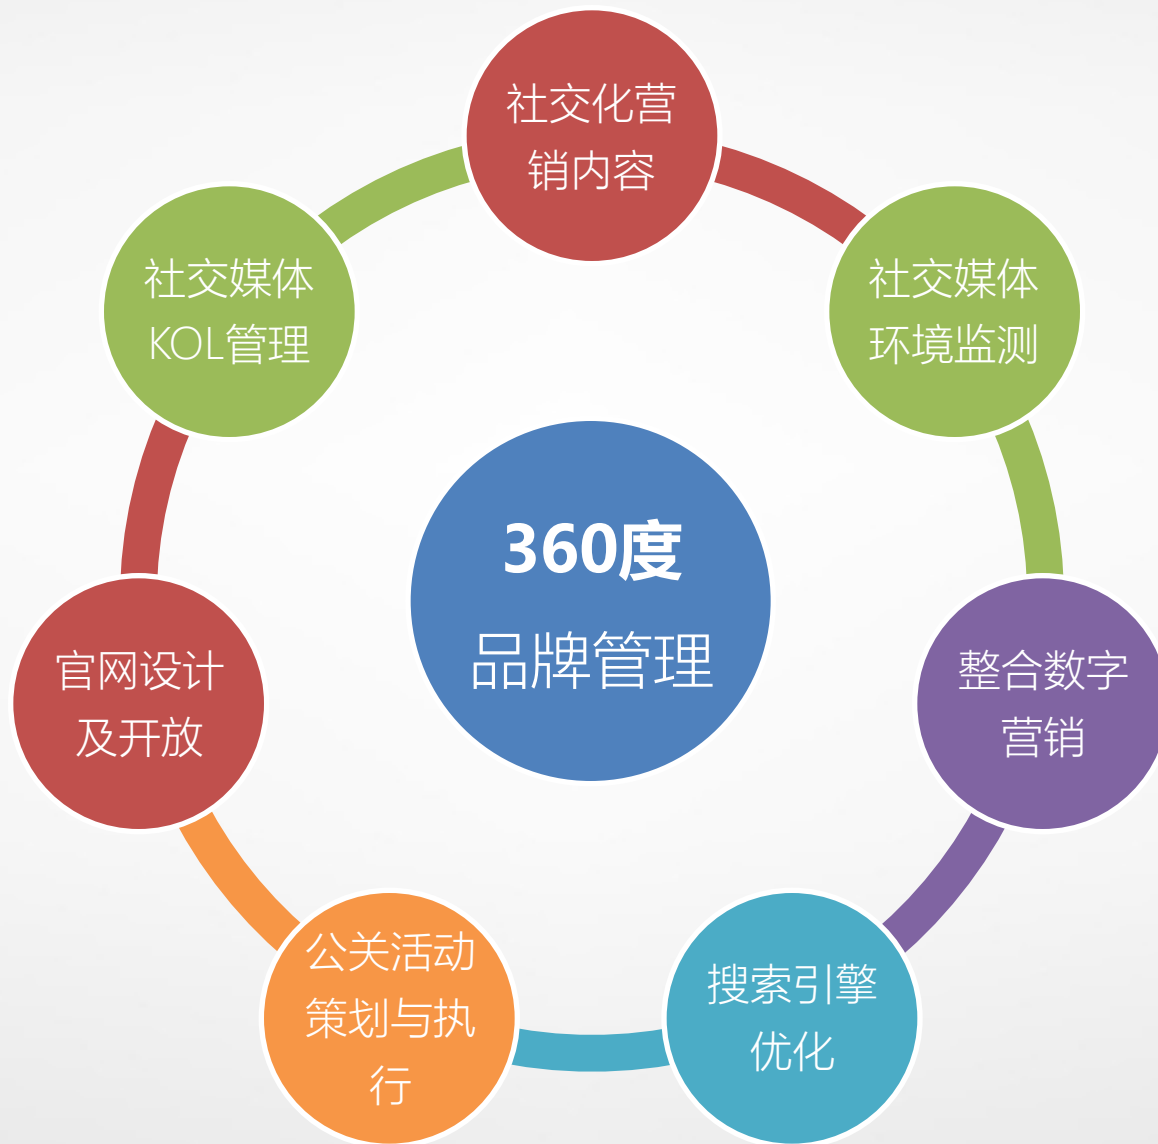 社交化营
销内容
社交媒体
KOL管理
社交媒体
环境监测
360度
品牌管理
官网设计
及开放
整合数字
营销
公关活动
策划与执
行
搜索引擎
优化